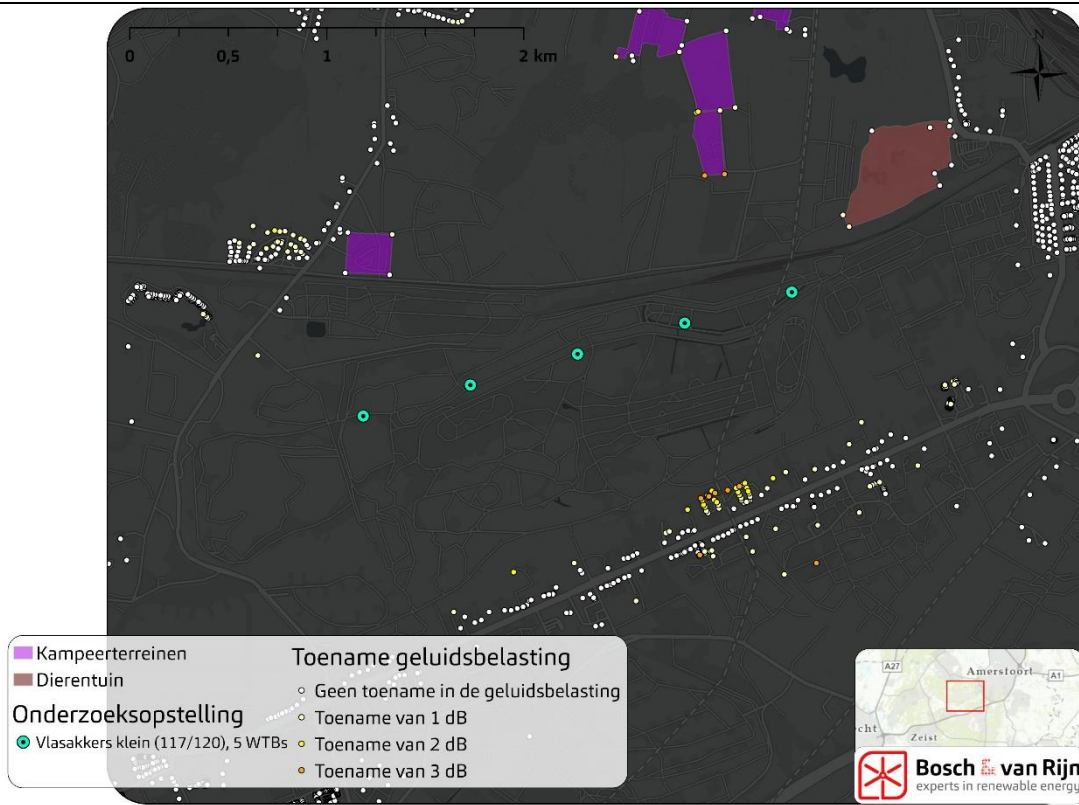 0 0,5 1 2 km
N
Kampeerterreinen
Dierentuin
Onderzoeksopstelling
Vlasakkers klein (117/120), 5 WTBs
Toename geluidsbelasting
Geen toename in de geluidsbelasting
Toename van 1 dB
Toename van 2 dB
Toename van 3 dB
A27
Amersfoort
A1
cht
Zeist
Bosch & van Rijn
experts in renewable energy